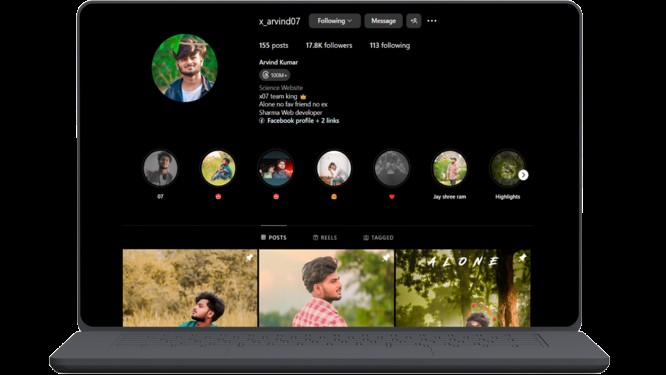 x_arvind07 Following Message
155 posts 17.8K followers 113 following
Arvind Kumar
100M+
Science Website
x07 team king
Alone no fav friend no ex
Sharma Web developer
Facebook profile + 2 links
07 Jay shree ram Highlights
POSTS REELS TAGGED
ALONE